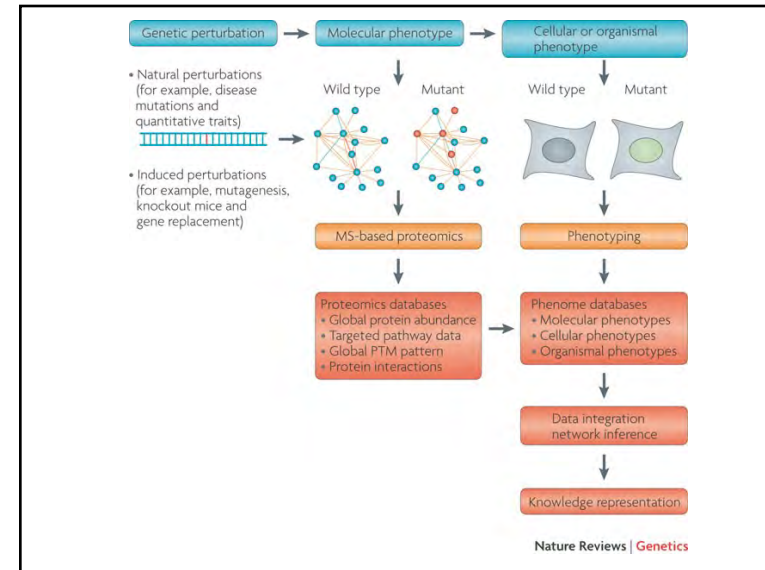 Genetic perturbation
Molecular phenotype
Cellular or organismal
phenotype
• Natural perturbations
(for example, disease
mutations and
quantitative traits)
• Induced perturbations
(for example, mutagenesis,
knockout mice and
gene replacement)
Wild type
Mutant
Wild type
Mutant
MS-based proteomics
Phenotyping
Proteomics databases
• Global protein abundance
• Targeted pathway data
• Global PTM pattern
• Protein interactions
Phenome databases
• Molecular phenotypes
• Cellular phenotypes
• Organismal phenotypes
Data integration
network inference
Knowledge representation
Nature Reviews | Genetics